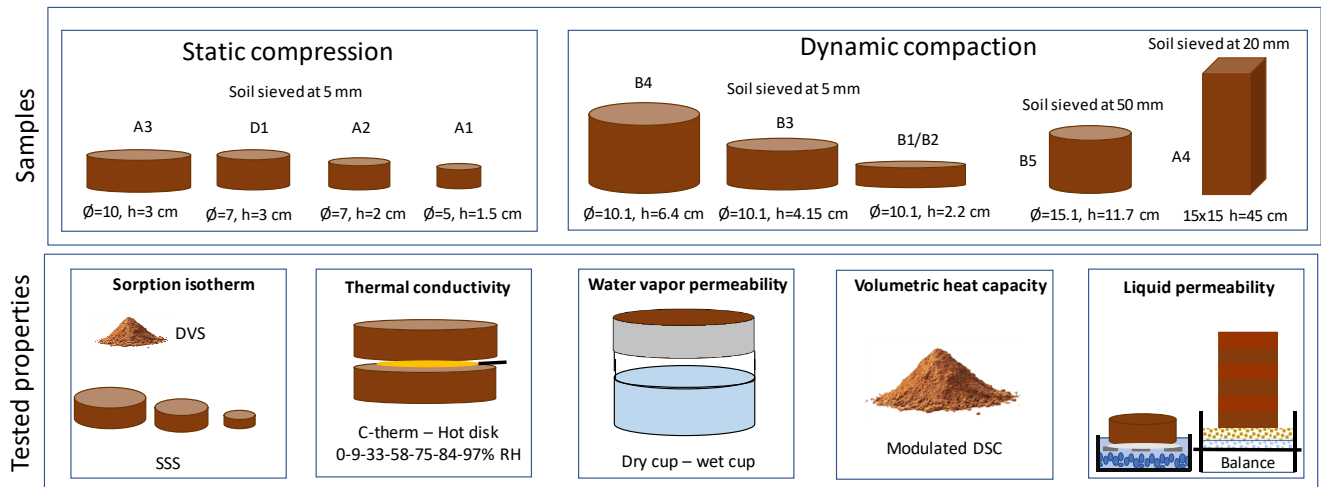 Samples
Static compression
Soil sieved at 5 mm
A3
D1
A2
A1
Ø=10, h=3 cm
Ø=7, h=3 cm
Ø=7, h=2 cm
Ø=5, h=1.5 cm
Dynamic compaction
Soil sieved at 20 mm
B4
Soil sieved at 5 mm
Soil sieved at 50 mm
B3
B1/B2
B5
A4
Ø=10.1, h=6.4 cm
Ø=10.1, h=4.15 cm
Ø=10.1, h=2.2 cm
Ø=15.1, h=11.7 cm
15x15 h=45 cm
Tested properties
Sorption isotherm
DVS
SSS
Thermal conductivity
C-therm – Hot disk
0-9-33-58-75-84-97% RH
Water vapor permeability
Dry cup – wet cup
Volumetric heat capacity
Modulated DSC
Liquid permeability
Balance